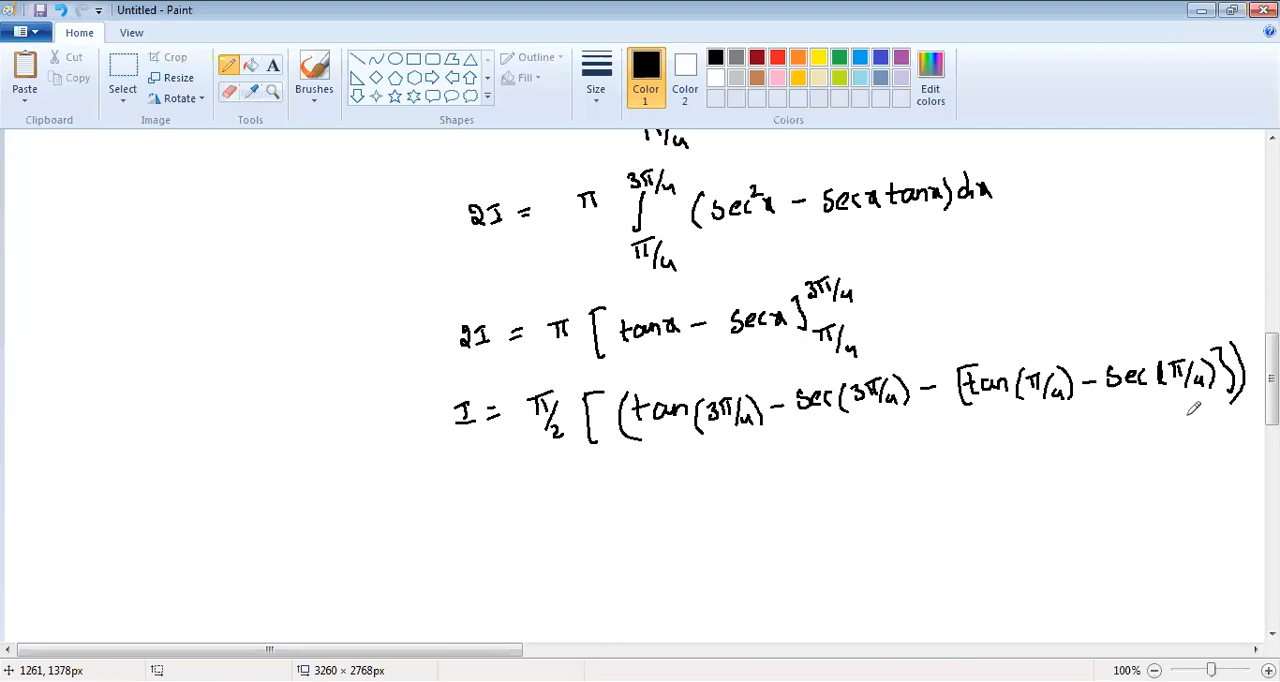 Untitled - Paint
Home View
Paste
Cut
Copy
Clipboard
Select
Crop
Resize
Rotate
Image
A
Tools
Brushes
Outline
Fill
Shapes
Size
Color 1
Color 2
Edit colors
Colors
π/4
2I = π ∫ 3π/4 π/4 (sec²x - secx tanx)dx
2I = π [tanx - secx] 3π/4 π/4
I = π/2 [(tan(3π/4) - sec(3π/4) - [tan(π/4) - sec(π/4)])
1261, 1378px
3260 × 2768px
100%